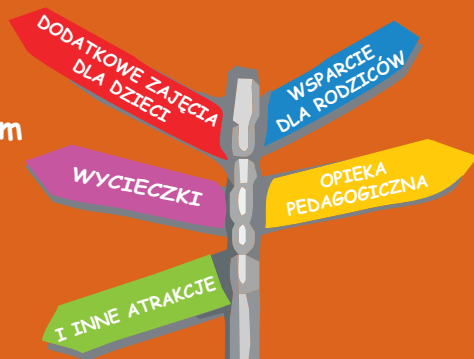 DODATKOWE ZAJĘCIA
DLA DZIECI
WSPARCIE
DLA RODZICÓW
m
WYCIECZKI
OPIEKA
PEDAGOGICZNA
I INNE ATRAKCJE